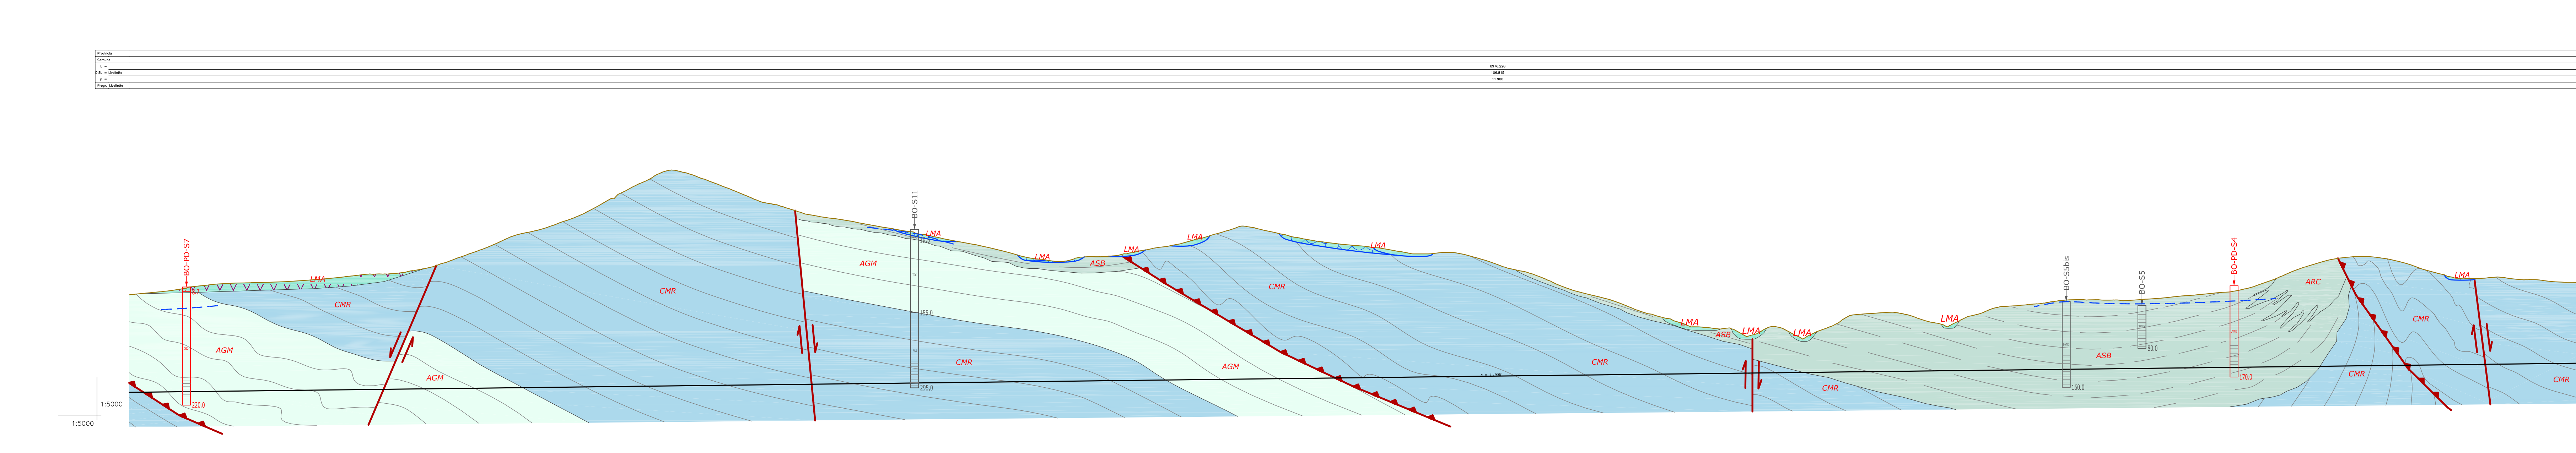 Provincia
Comune
L =
DISL = Livelletta
p =
Progr. Livelletta
BO-S11
BO-PD-S7
LMA
LMA
LMA
LMA
LMA
LMA
CMR
CMR
AGM
ASB
CMR
AGM
AGM
CMR
AGM
155.0
295.0
220.0
1:5000
1:5000
LMA
ASB
LMA
LMA
LMA
CMR
CMR
BO-S5bis
BO-S5
BO-PD-S4
ASB
ARC
160.0
80.0
170.0
LMA
CMR
CMR
CMR